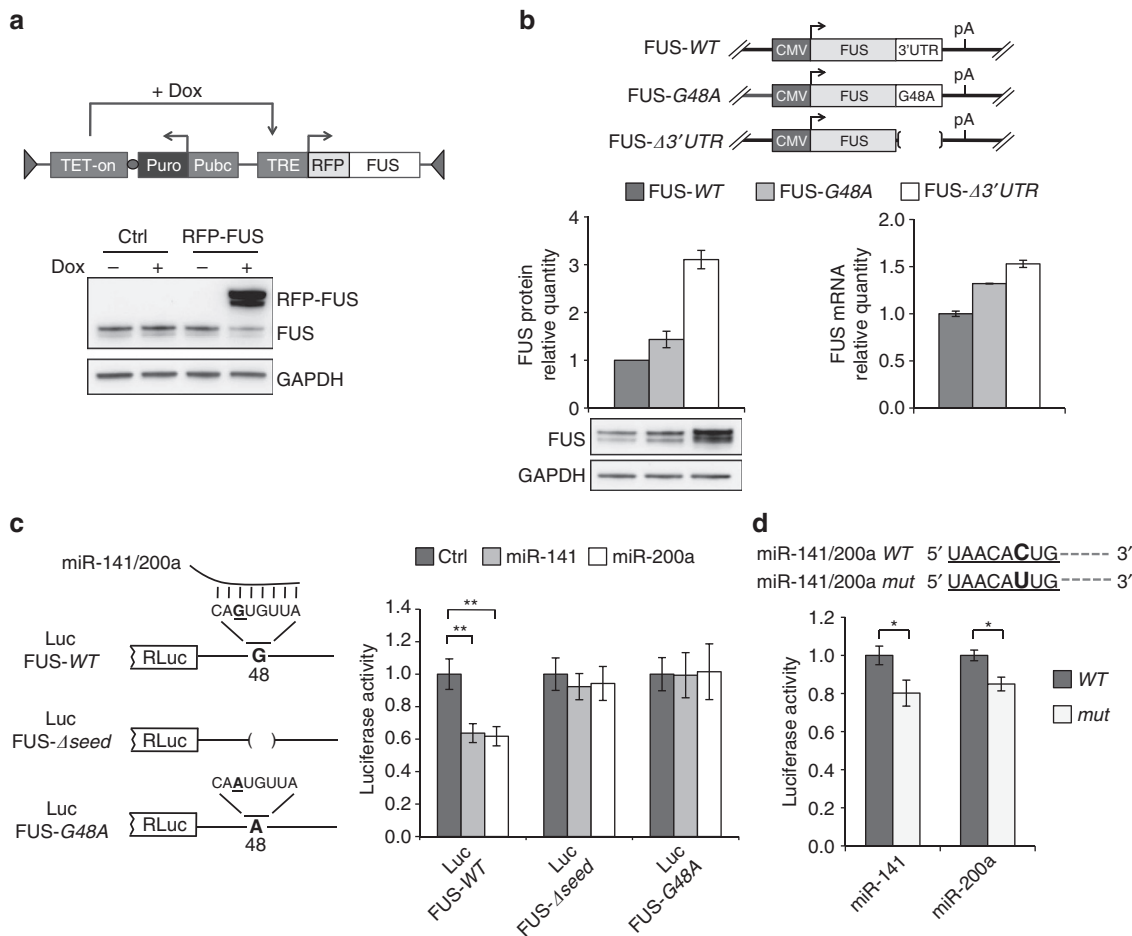 a
+ Dox
TET-on Puro Pubc TRE RFP FUS
Ctrl RFP-FUS
Dox – + – +
RFP-FUS
FUS
GAPDH
b
FUS-WT CMV FUS 3'UTR pA
FUS-G48A CMV FUS G48A pA
FUS-Δ3'UTR CMV FUS pA
FUS-WT FUS-G48A FUS-Δ3'UTR
FUS protein
relative quantity
4
3
2
1
0
FUS
GAPDH
FUS mRNA
relative quantity
2.0
1.5
1.0
0.5
0.0
c
miR-141/200a
CAGUGUUA
Luc
FUS-WT
RLuc
G
48
Luc
FUS-Δseed
RLuc
( )
CAAUGUUA
Luc
FUS-G48A
RLuc
A
48
Ctrl miR-141 miR-200a
Luciferase activity
1.4
1.2
1.0
0.8
0.6
0.4
0.2
0.0
**
**
Luc
FUS-WT
Luc
FUS-Δseed
Luc
FUS-G48A
d
miR-141/200a WT 5′ UAACACUG----- 3′
miR-141/200a mut 5′ UAACAUUG----- 3′
Luciferase activity
1.2
1.0
0.8
0.6
0.4
0.2
0.0
* *
WT
mut
miR-141
miR-200a